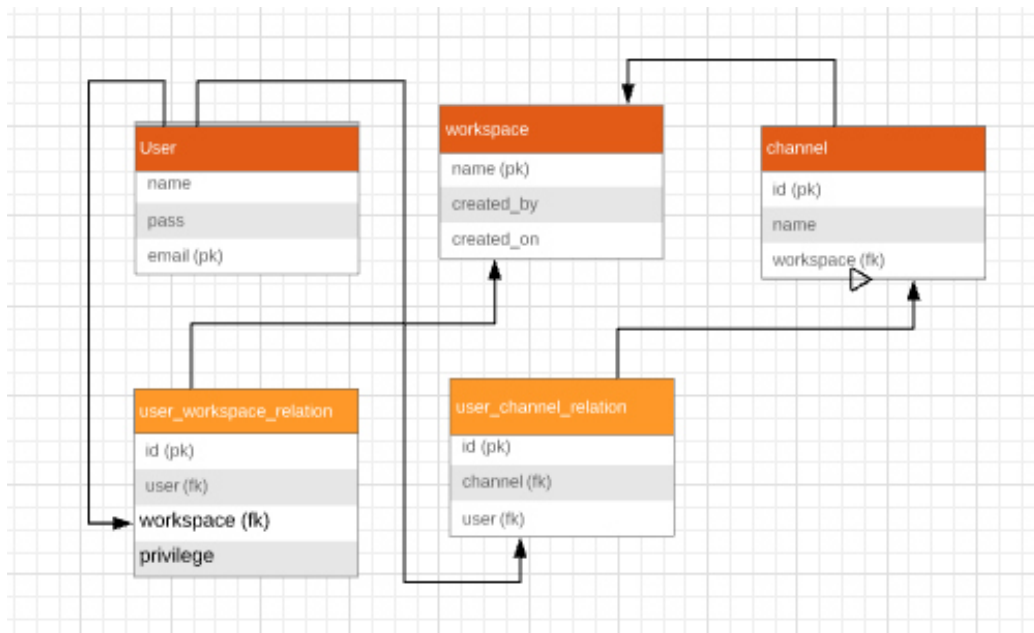 User
name
pass
email (pk)
workspace
name (pk)
created_by
created_on
channel
id (pk)
name
workspace (fk)
user_workspace_relation
id (pk)
user (fk)
workspace (fk)
privilege
user_channel_relation
id (pk)
channel (fk)
user (fk)